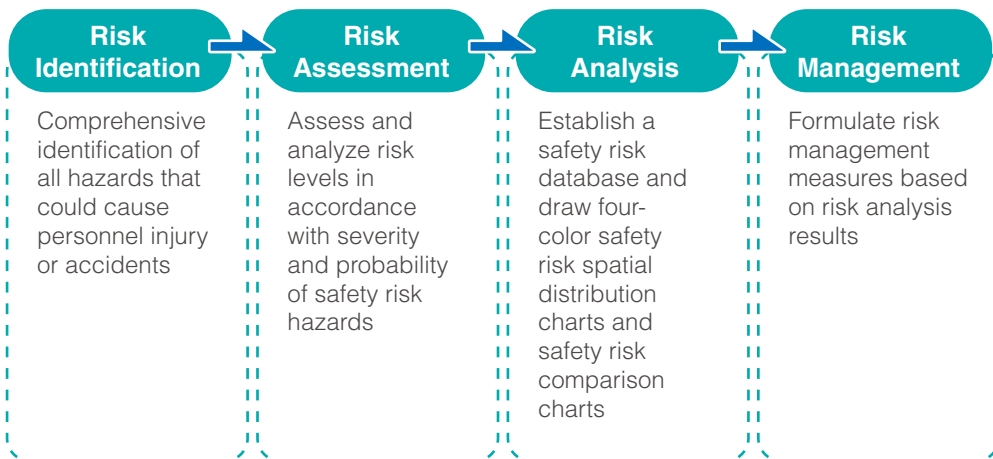 Risk
Identification
Comprehensive
identification of
all hazards that
could cause
personnel injury
or accidents
Risk
Assessment
Assess and
analyze risk
levels in
accordance
with severity
and probability
of safety risk
hazards
Risk
Analysis
Establish a
safety risk
database and
draw four-
color safety
risk spatial
distribution
charts and
safety risk
comparison
charts
Risk
Management
Formulate risk
management
measures based
on risk analysis
results